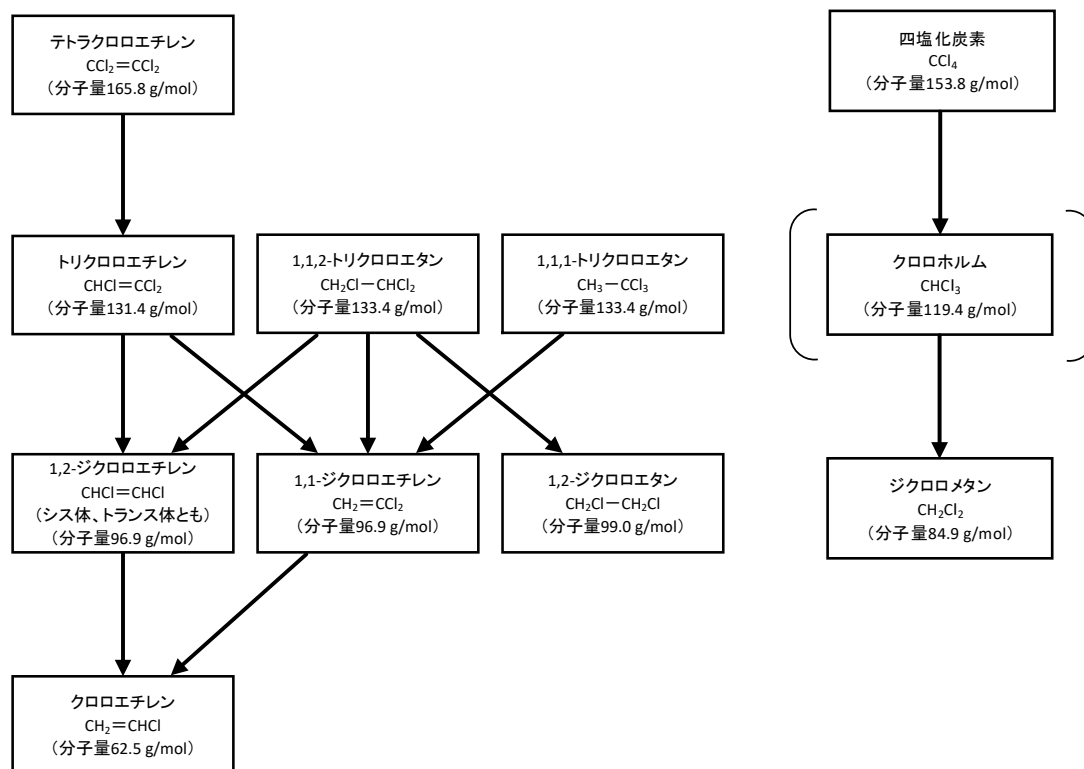 テトラクロロエチレン
CCl₂＝CCl₂
（分子量165.8 g/mol）
四塩化炭素
CCl₄
（分子量153.8 g/mol）
トリクロロエチレン
CHCl＝CCl₂
（分子量131.4 g/mol）
1,1,2-トリクロロエタン
CH₂Cl－CHCl₂
（分子量133.4 g/mol）
1,1,1-トリクロロエタン
CH₃－CCl₃
（分子量133.4 g/mol）
クロロホルム
CHCl₃
（分子量119.4 g/mol）
1,2-ジクロロエチレン
CHCl＝CHCl
（シス体、トランス体とも）
（分子量96.9 g/mol）
1,1-ジクロロエチレン
CH₂＝CCl₂
（分子量96.9 g/mol）
1,2-ジクロロエタン
CH₂Cl－CH₂Cl
（分子量99.0 g/mol）
ジクロロメタン
CH₂Cl₂
（分子量84.9 g/mol）
クロロエチレン
CH₂＝CHCl
（分子量62.5 g/mol）